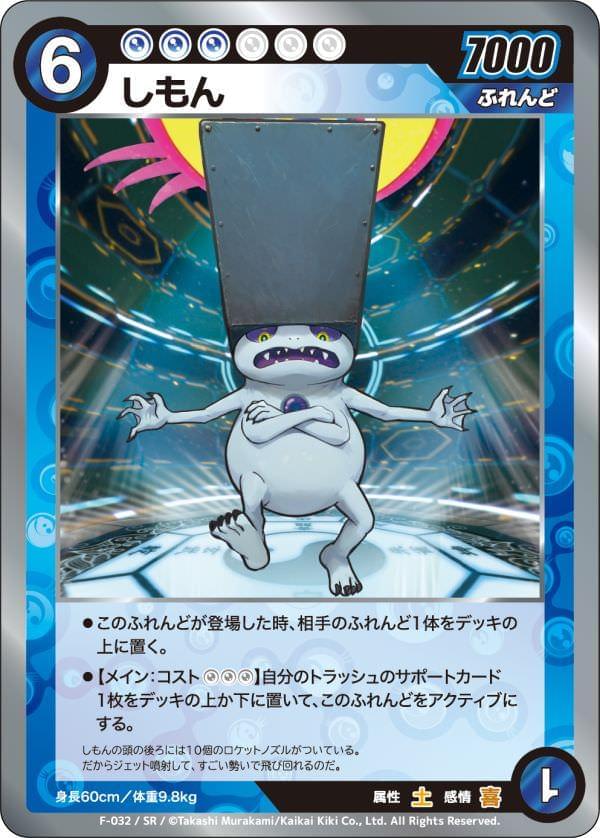 6
7000
しもん
ふれんど
●このふれんどが登場した時、相手のふれんど1体をデッキの
上に置く。
●【メイン:コスト】自分のトラッシュのサポートカード
1枚をデッキの上か下に置いて、このふれんどをアクティブに
する。
しもんの頭の後ろには10個のロケットノズルがついている。
だからジェット噴射して、すごい勢いで飛び回れるのだ。
身長60cm/体重9.8kg
属性 土 感情 喜
F-032 / SR / ©Takashi Murakami/Kaikai Kiki Co., Ltd. All Rights Reserved.